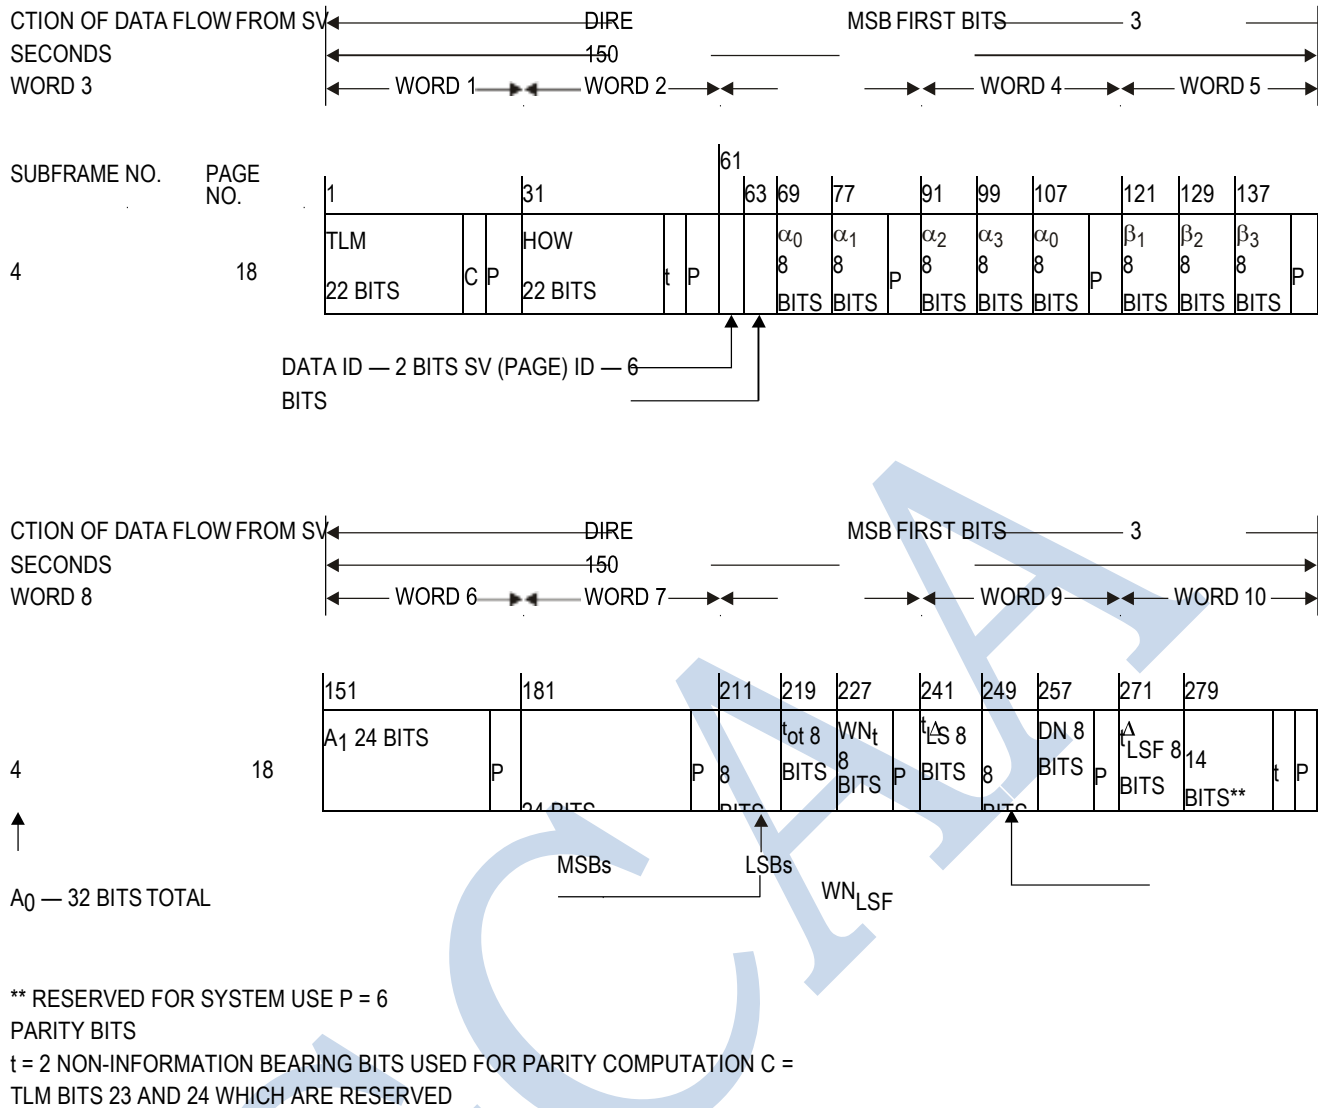 CTION OF DATA FLOW FROM SV DIRE MSB FIRST BITS 3
SECONDS 150
WORD 3 WORD 1 WORD 2 WORD 4 WORD 5
SUBFRAME NO. PAGE NO.
61
1 31 63 69 77 91 99 107 121 129 137
4 18
TLM 22 BITS
C
P
HOW 22 BITS
t
P
α0 8 BITS
α1 8 BITS
P
α2 8 BITS
α3 8 BITS
α0 8 BITS
P
β1 8 BITS
β2 8 BITS
β3 8 BITS
P
DATA ID — 2 BITS SV (PAGE) ID — 6
BITS
CTION OF DATA FLOW FROM SV DIRE MSB FIRST BITS 3
SECONDS 150
WORD 8 WORD 6 WORD 7 WORD 9 WORD 10
151 181 211 219 227 241 249 257 271 279
4 18
A1 24 BITS
P
24 BITS
P
8 BITS
tot 8 BITS
WNt 8 BITS
P
tΔLS 8 BITS
8 BITS
DN 8 BITS
P
tΔLSF 8 BITS
14 BITS**
t
P
MSBs LSBs
A0 — 32 BITS TOTAL WNLSF
** RESERVED FOR SYSTEM USE P = 6
PARITY BITS
t = 2 NON-INFORMATION BEARING BITS USED FOR PARITY COMPUTATION C =
TLM BITS 23 AND 24 WHICH ARE RESERVED